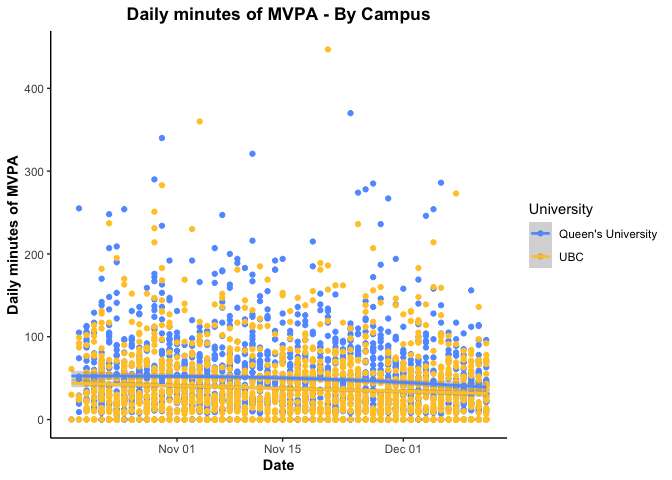 Daily minutes of MVPA - By Campus
Daily minutes of MVPA
400
300
200
100
0
Nov 01
Nov 15
Dec 01
Date
University
Queen's University
UBC